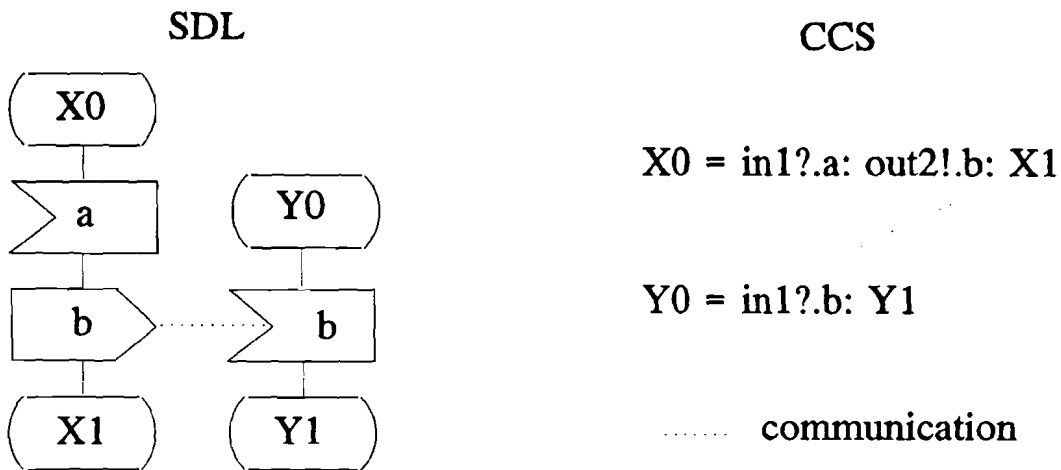 SDL
X0
a
b
X1
Y0
b
Y1
CCS
X0 = in1?.a: out2!.b: X1
Y0 = in1?.b: Y1
........ communication